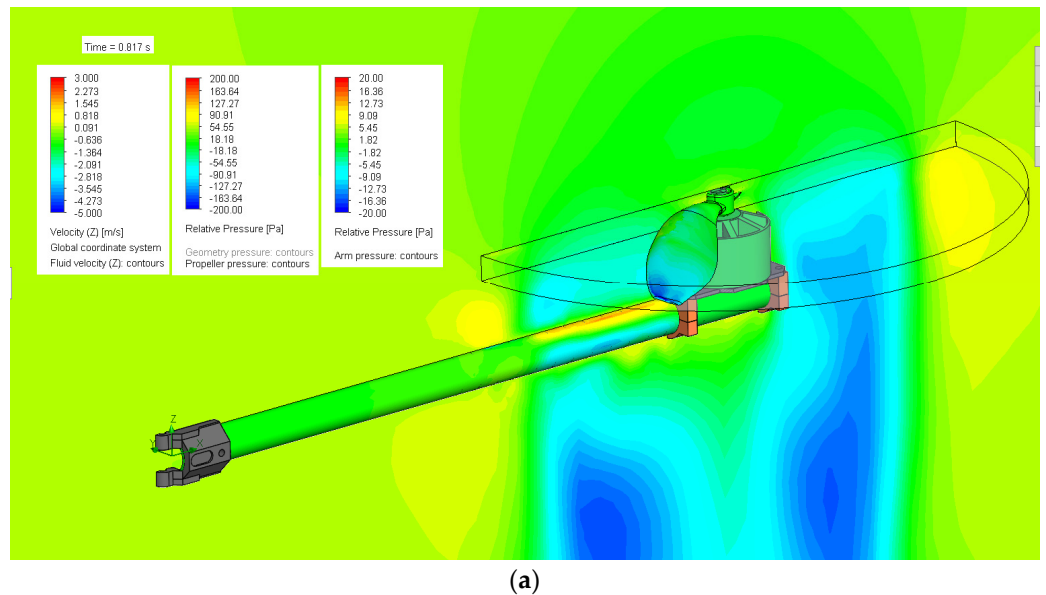 Time = 0.817 s
3.000
2.273
1.545
0.818
0.091
-0.636
-1.364
-2.091
-2.818
-3.545
-4.273
-5.000
Velocity (Z) [m/s]
Global coordinate system
Fluid velocity (Z): contours
200.00
163.64
127.27
90.91
54.55
18.18
-18.18
-54.55
-90.91
-127.27
-163.64
-200.00
Relative Pressure [Pa]
Geometry pressure: contours
Propeller pressure: contours
20.00
16.36
12.73
9.09
5.45
1.82
-1.82
-5.45
-9.09
-12.73
-16.36
-20.00
Relative Pressure [Pa]
Arm pressure: contours
Z
Y
X
(a)